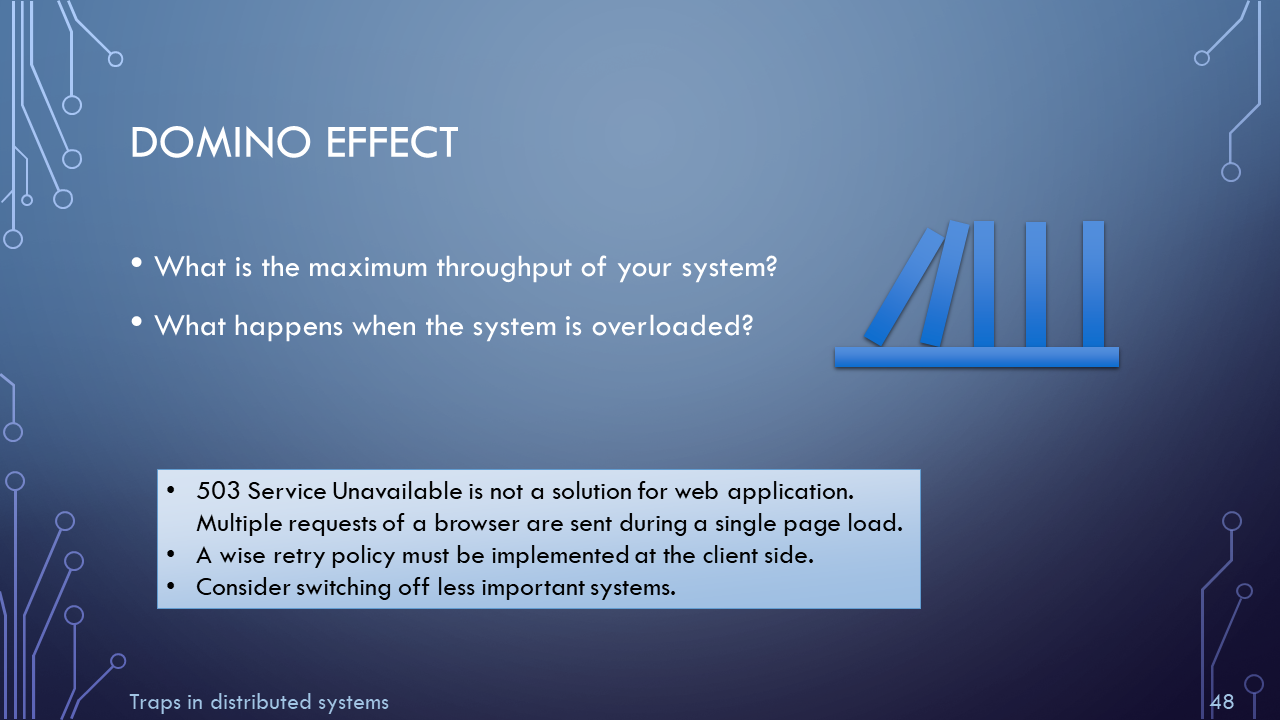 DOMINO EFFECT
• What is the maximum throughput of your system?
• What happens when the system is overloaded?
• 503 Service Unavailable is not a solution for web application.
Multiple requests of a browser are sent during a single page load.
• A wise retry policy must be implemented at the client side.
• Consider switching off less important systems.
Traps in distributed systems
48